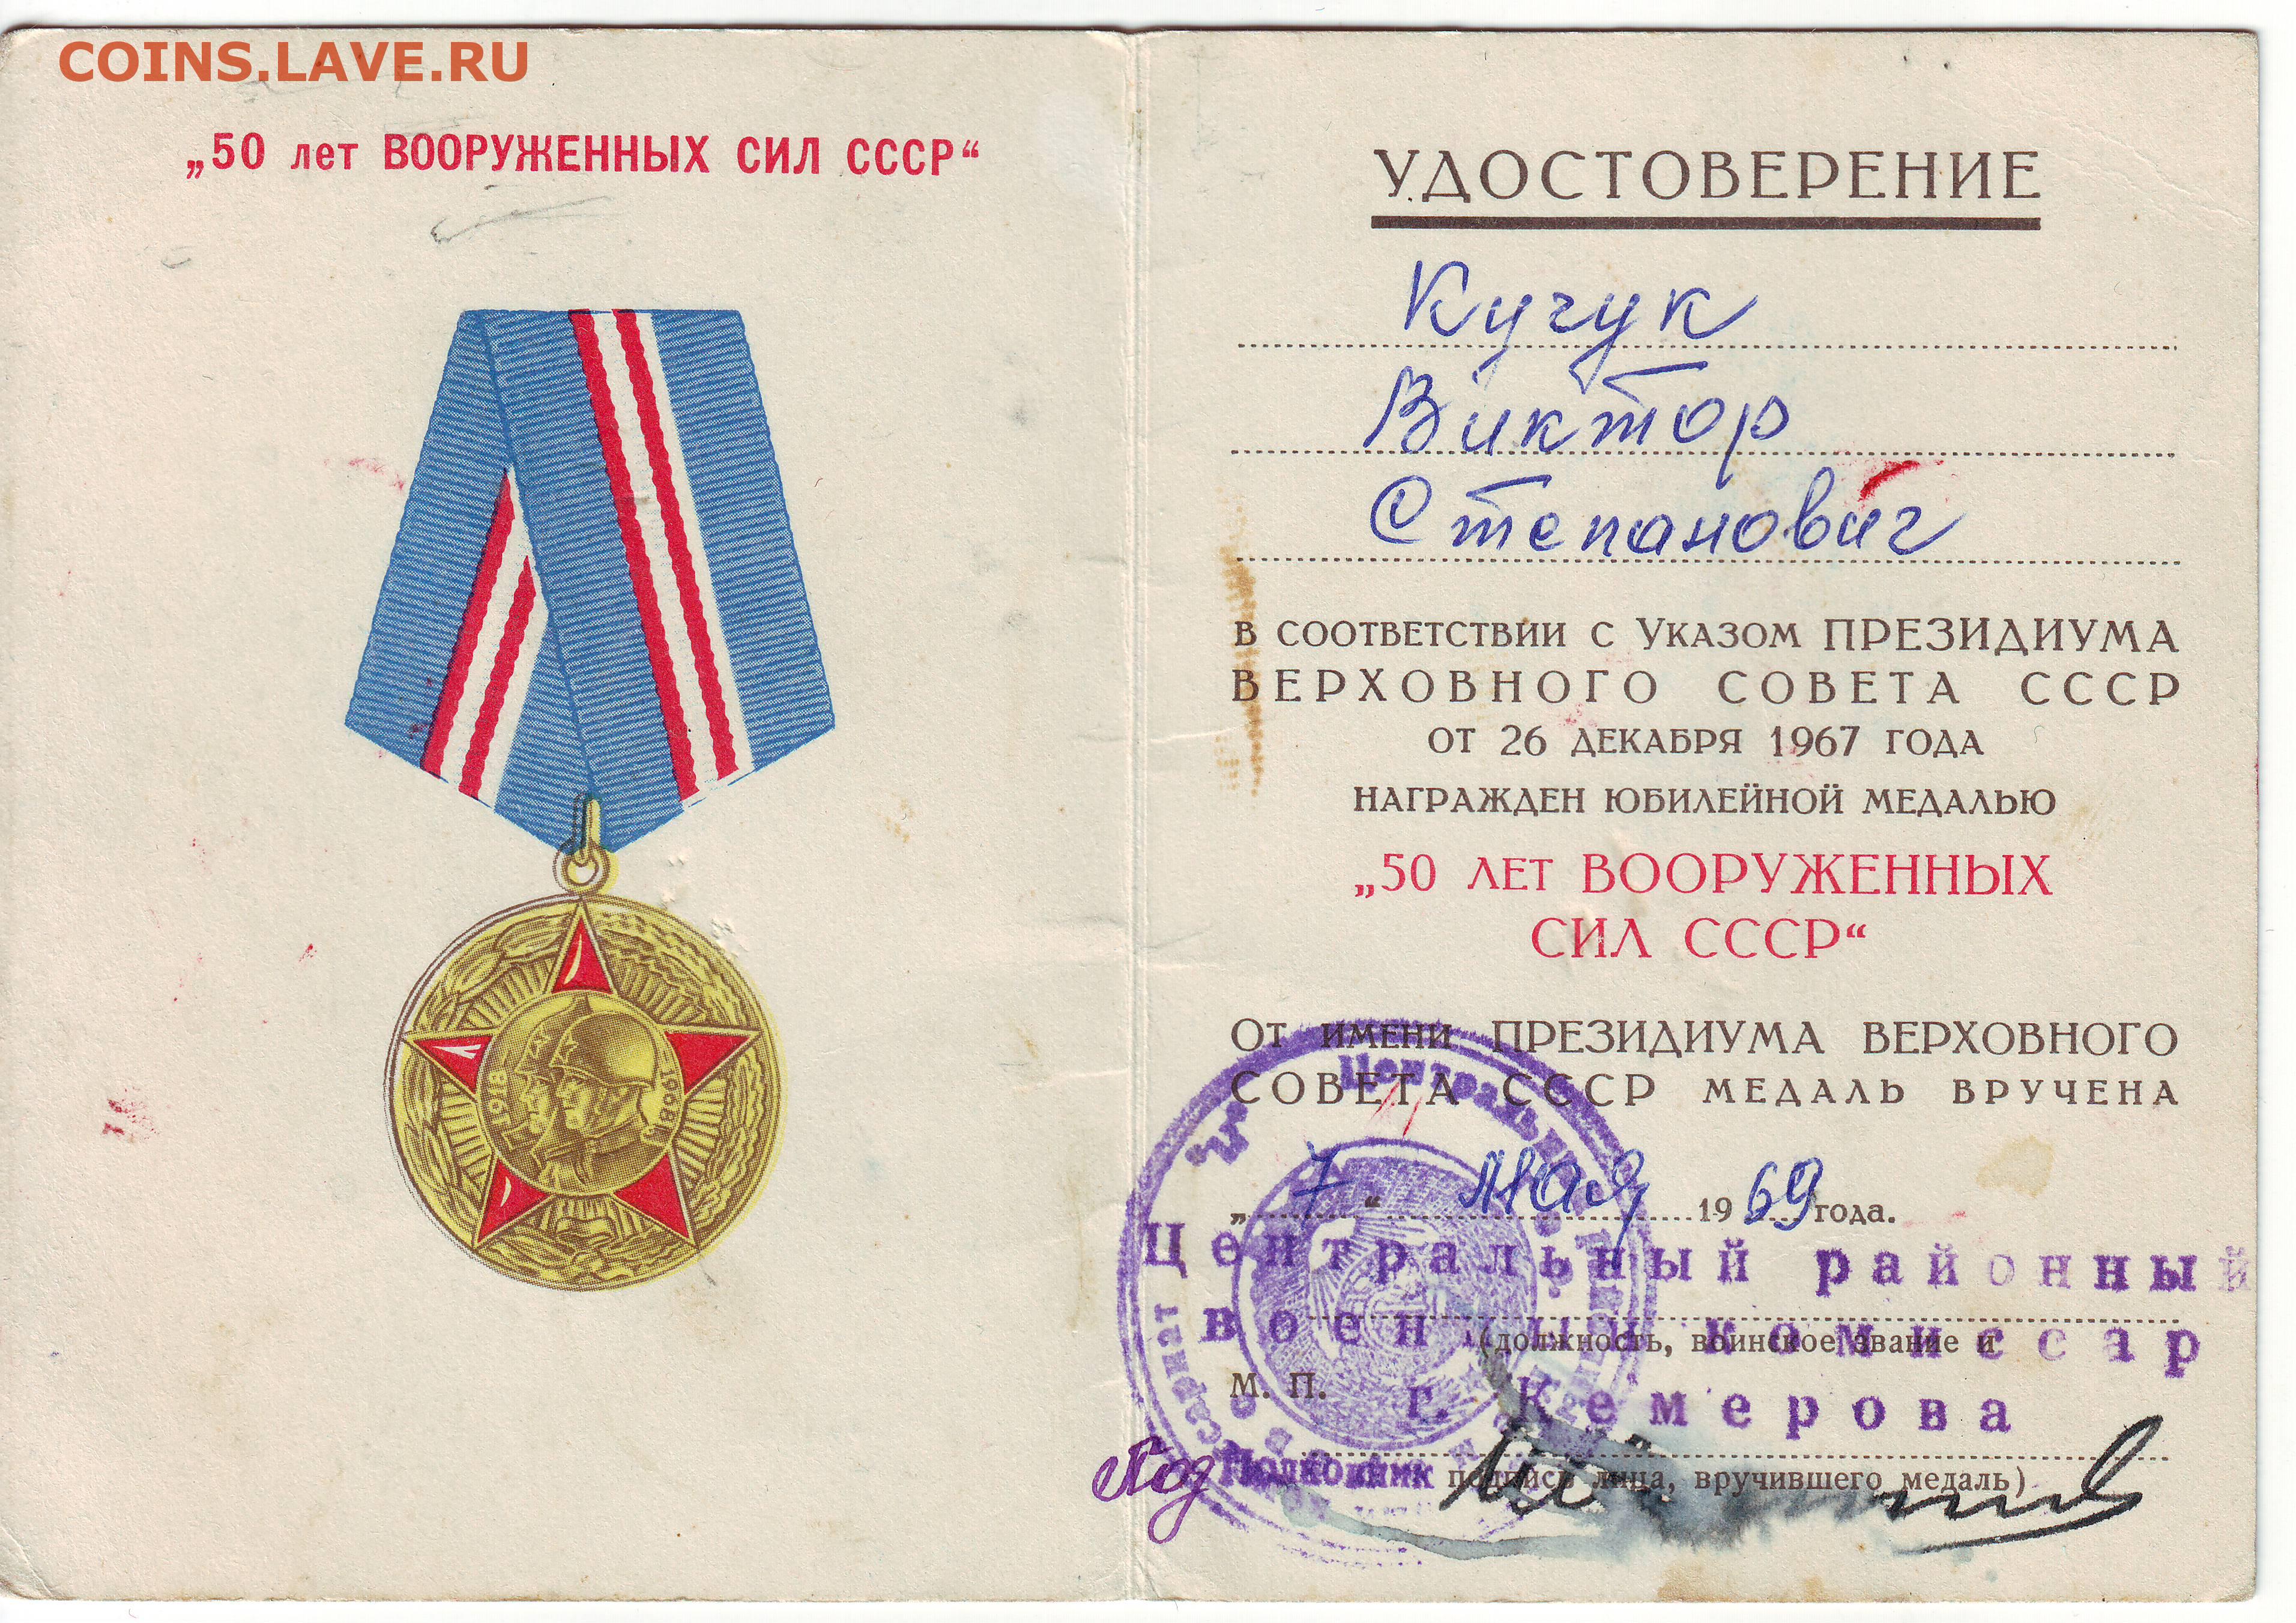 COINS.LAVE.RU
„50 лет ВООРУЖЕННЫХ СИЛ СССР“
1918
1968
УДОСТОВЕРЕНИЕ
Кучук
Виктор
Степанович
В СООТВЕТСТВИИ С УКАЗОМ ПРЕЗИДИУМА
ВЕРХОВНОГО СОВЕТА СССР
ОТ 26 ДЕКАБРЯ 1967 ГОДА
НАГРАЖДЕН ЮБИЛЕЙНОЙ МЕДАЛЬЮ
„50 ЛЕТ ВООРУЖЕННЫХ
СИЛ СССР“
ОТ ИМЕНИ ПРЕЗИДИУМА ВЕРХОВНОГО
СОВЕТА СССР МЕДАЛЬ ВРУЧЕНА
„7“ мая 1969 года.
Центральный районный
военный комиссар
(должность, воинское звание и
М. П.
г. Кемерова
Под Полковник
подпись лица, вручившего медаль)